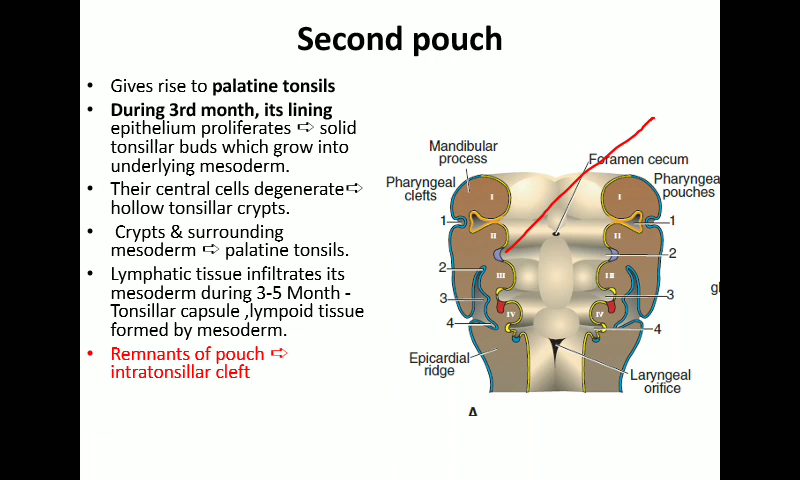 Second pouch
• Gives rise to palatine tonsils
• During 3rd month, its lining
epithelium proliferates ➪ solid
tonsillar buds which grow into
underlying mesoderm.
• Their central cells degenerate➪
hollow tonsillar crypts.
• Crypts & surrounding
mesoderm ➪ palatine tonsils.
• Lymphatic tissue infiltrates its
mesoderm during 3-5 Month -
Tonsillar capsule ,lympoid tissue
formed by mesoderm.
• Remnants of pouch ➪
intratonsillar cleft
Mandibular
process
Foramen cecum
Pharyngeal
clefts
Pharyngea
pouches
I
I
1
1
II
II
2
2
III
III
3
3
IV
IV
4
4
gl
Epicardial
ridge
Laryngeal
orifice
A